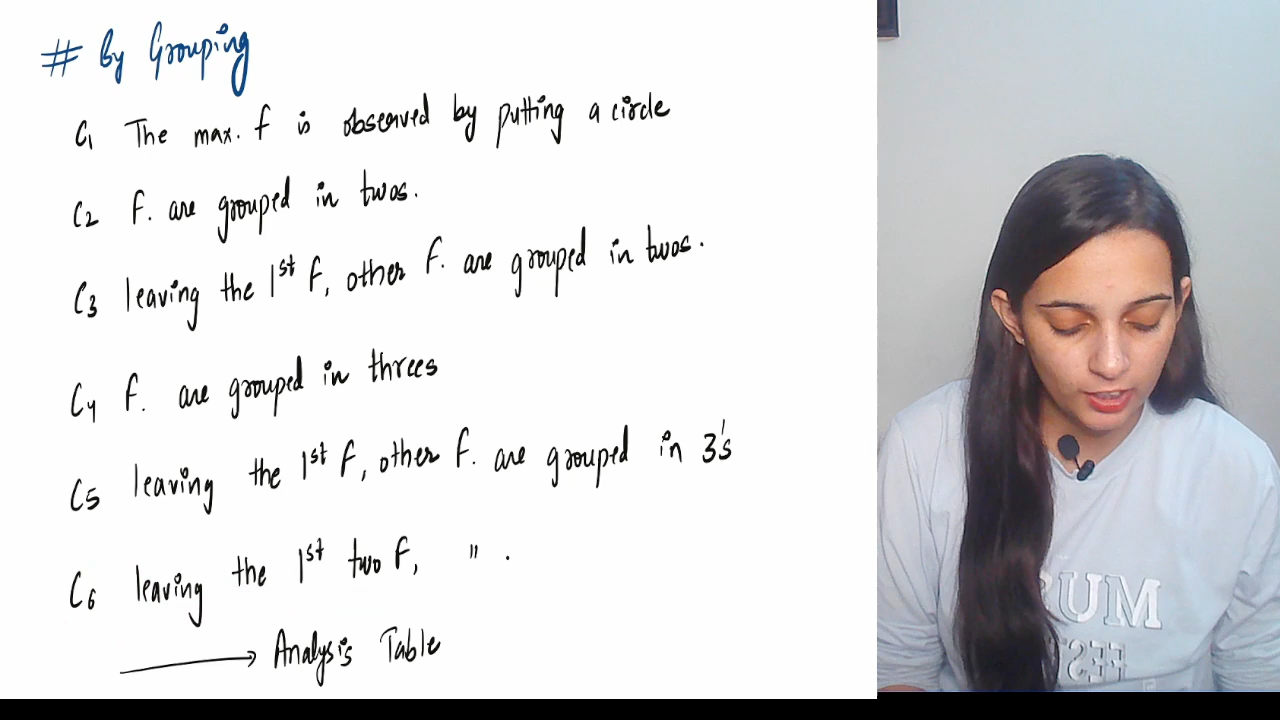 # By Grouping
C1 The max. f is observed by putting a circle
C2 f. are grouped in twos.
C3 leaving the 1st f, other f. are grouped in twos.
C4 f. are grouped in threes
C5 leaving the 1st f, other f. are grouped in 3's
C6 leaving the 1st two f, " .
→ Analysis Table